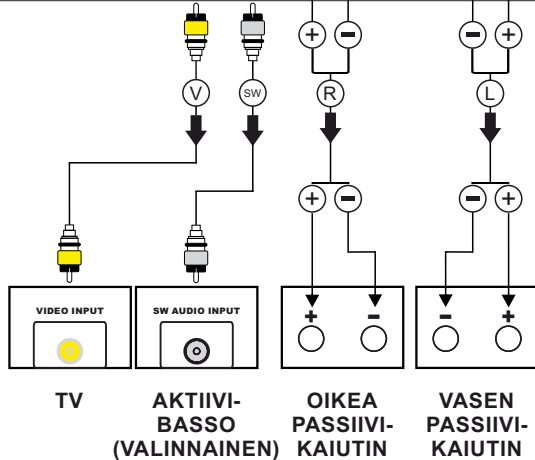 + − − +
V SW R L
+ − − +
VIDEO INPUT SW AUDIO INPUT + − − +
TV
AKTIIVI-
BASSO
(VALINNAINEN)
OIKEA
PASSIIVI-
KAIUTIN
VASEN
PASSIIVI-
KAIUTIN